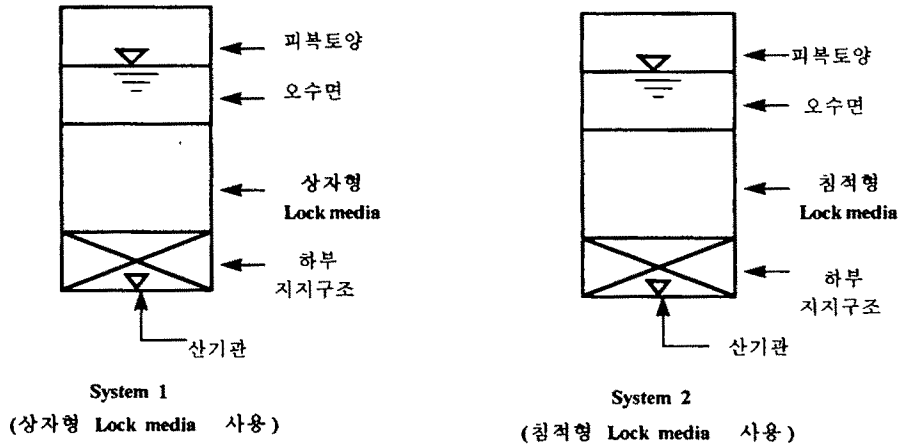 피복토양
오수면
상자형
Lock media
하부
지지구조
산기관
System 1
(상자형 Lock media 사용)
피복토양
오수면
침적형
Lock media
하부
지지구조
산기관
System 2
(침적형 Lock media 사용)